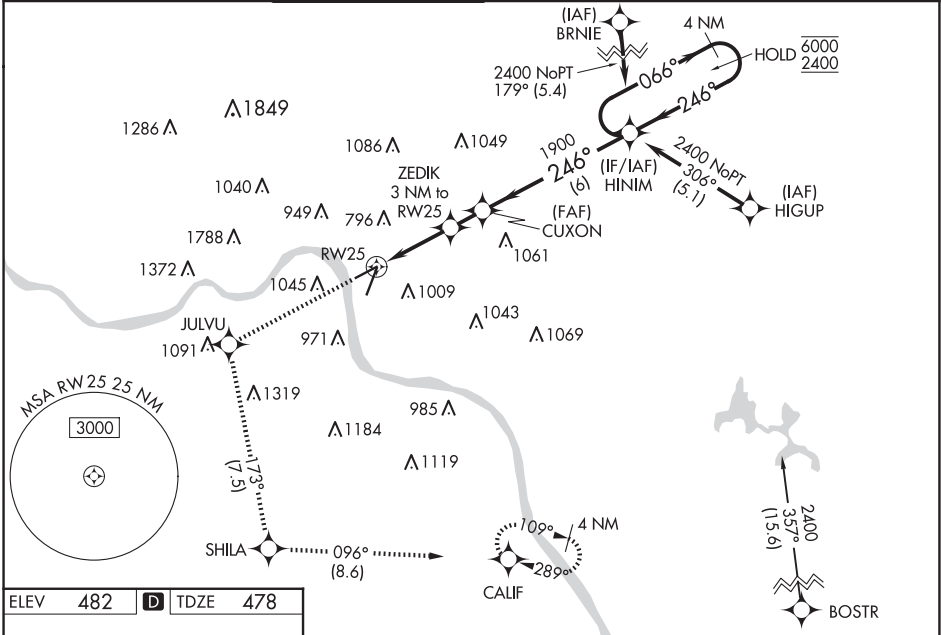 (IAF)
BRNIE
4 NM
HOLD 6000
2400
2400 NoPT
179° (5.4)
066°
246°
1849
1286
1086
1049
1900
246°
(6)
(IF/IAF)
HINIM
2400 NoPT
306°
(5.1)
(IAF)
HIGUP
ZEDIK
3 NM to
RW25
1040
949
796
(FAF)
CUXON
1788
RW25
1061
1372
1045
1009
JULVU
1043
1091
971
1069
MSA RW25 25 NM
3000
1319
985
1184
1119
173°
(7.5)
2400
357°
(15.6)
109°
4 NM
SHILA
096°
(8.6)
289°
CALIF
BOSTR
ELEV 482 D TDZE 478